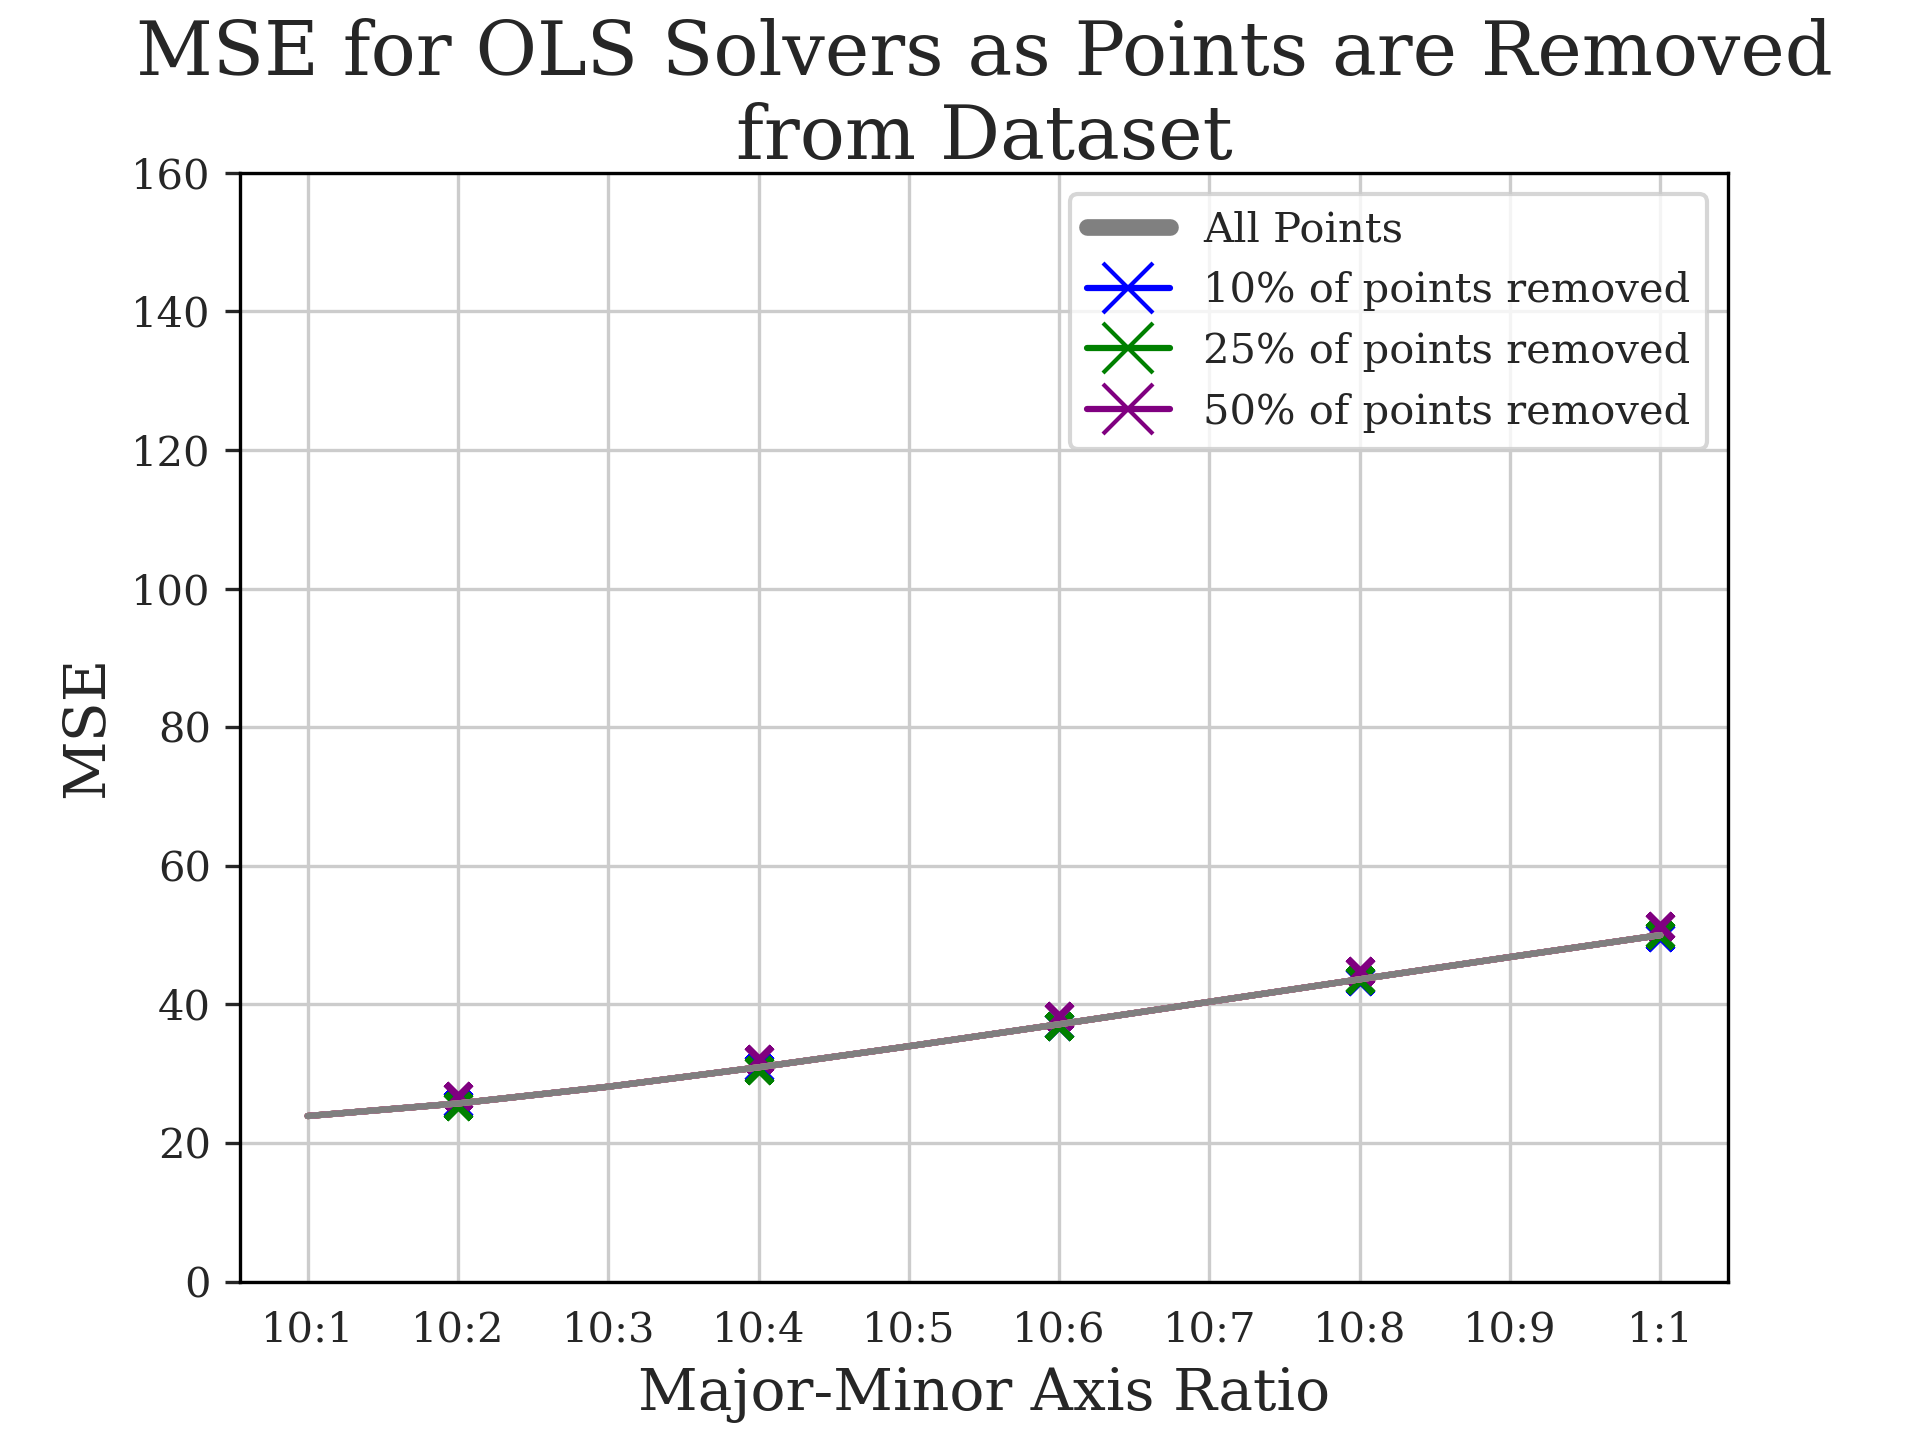 MSE for OLS Solvers as Points are Removed
from Dataset
160
140
120
100
80
60
40
20
0
MSE
All Points
10% of points removed
25% of points removed
50% of points removed
10:1 10:2 10:3 10:4 10:5 10:6 10:7 10:8 10:9 1:1
Major-Minor Axis Ratio